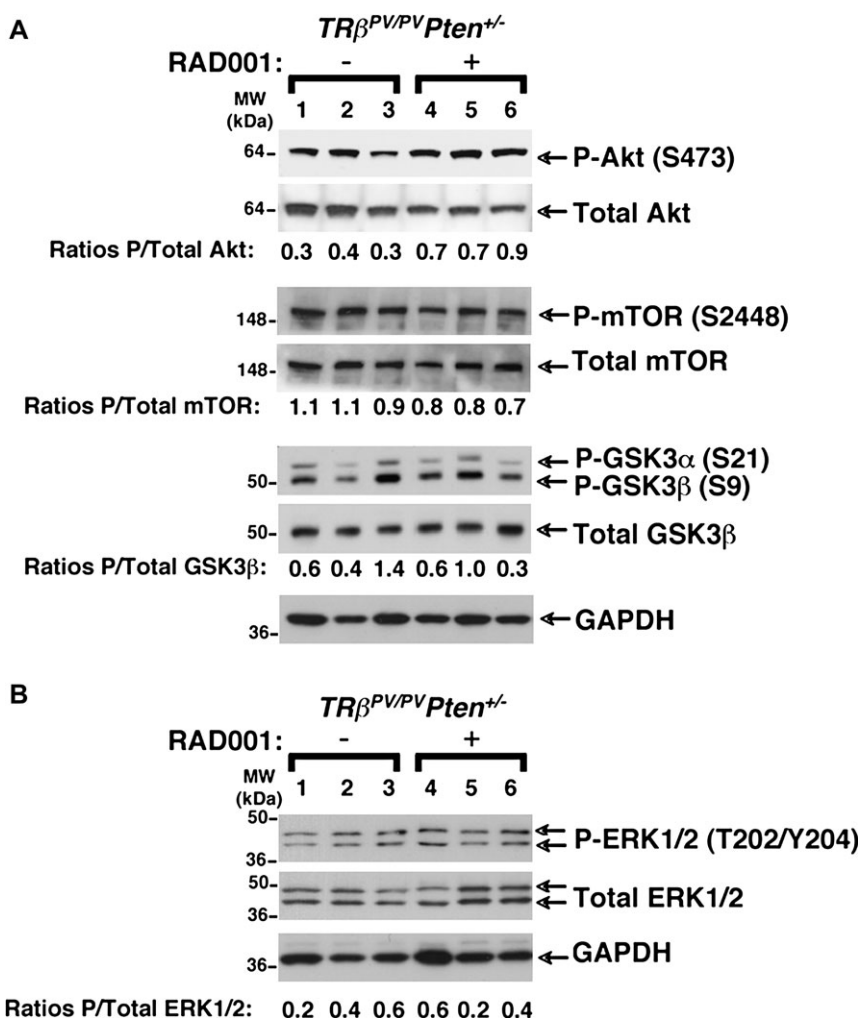 A
TRβPV/PVPten+/-
RAD001: - +
MW
(kDa)
1 2 3 4 5 6
64- P-Akt (S473)
64- Total Akt
Ratios P/Total Akt: 0.3 0.4 0.3 0.7 0.7 0.9
148- P-mTOR (S2448)
148- Total mTOR
Ratios P/Total mTOR: 1.1 1.1 0.9 0.8 0.8 0.7
P-GSK3α (S21)
50- P-GSK3β (S9)
50- Total GSK3β
Ratios P/Total GSK3β: 0.6 0.4 1.4 0.6 1.0 0.3
36- GAPDH
B
TRβPV/PVPten+/-
RAD001: - +
MW
(kDa)
1 2 3 4 5 6
50-
P-ERK1/2 (T202/Y204)
36-
50-
Total ERK1/2
36-
36- GAPDH
Ratios P/Total ERK1/2: 0.2 0.4 0.6 0.6 0.2 0.4